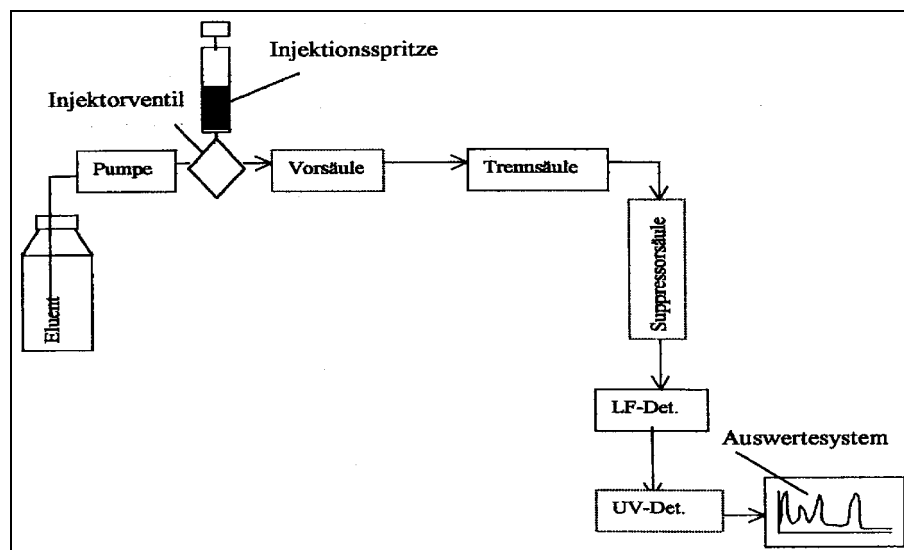 Injektionsspritze
Injektorventil
Pumpe
Vorsäule
Trennsäule
Eluent
Suppressorsäule
LF-Det.
Auswertesystem
UV-Det.